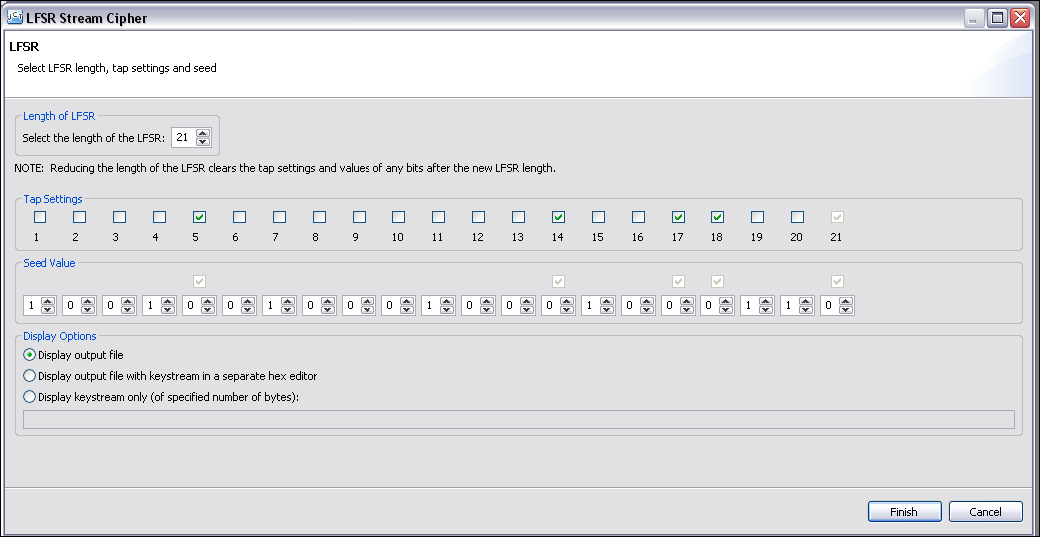 LFSR Stream Cipher
LFSR
Select LFSR length, tap settings and seed
Length of LFSR
Select the length of the LFSR: 21
NOTE: Reducing the length of the LFSR clears the tap settings and values of any bits after the new LFSR length.
Tap Settings
1 2 3 4 5 6 7 8 9 10 11 12 13 14 15 16 17 18 19 20 21
Seed Value
1 0 0 1 0 0 1 0 0 0 1 0 0 0 1 0 0 0 1 1 0
Display Options
Display output file
Display output file with keystream in a separate hex editor
Display keystream only (of specified number of bytes):
Finish Cancel